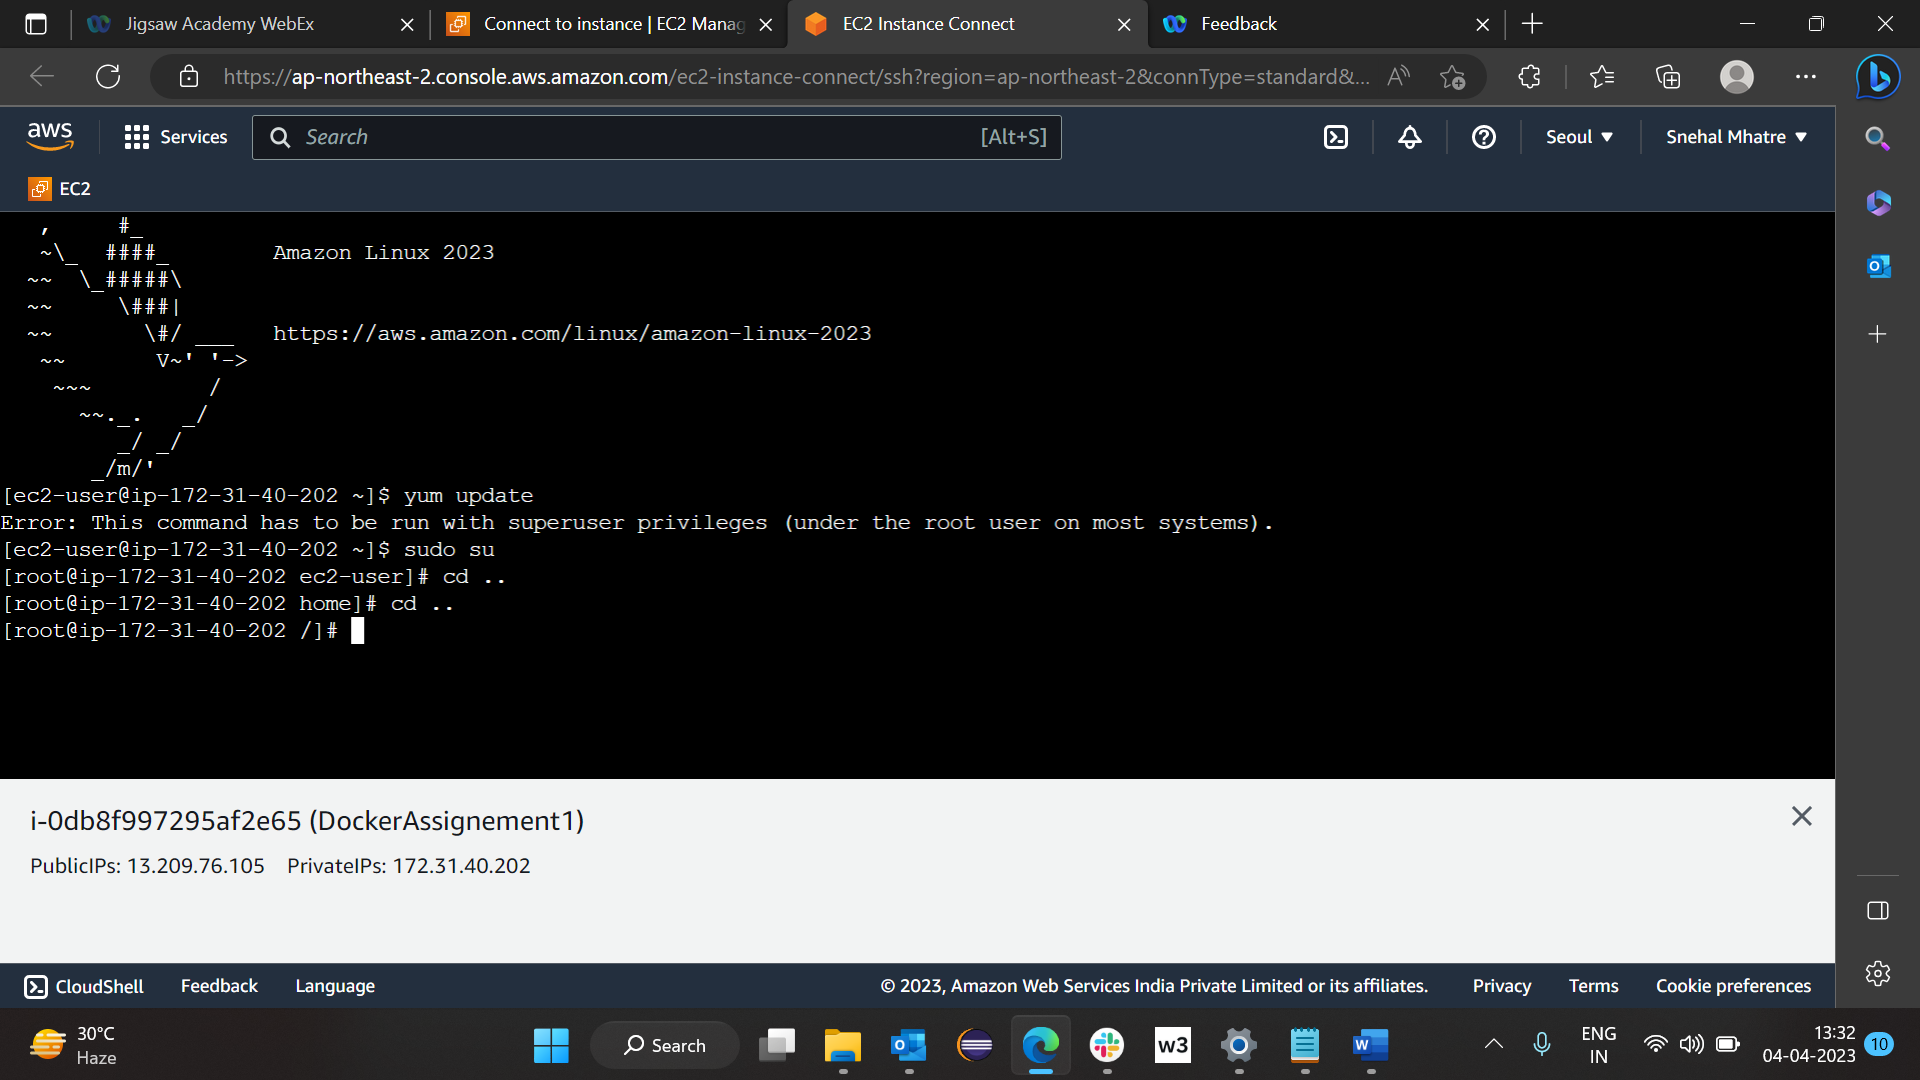 Jigsaw Academy WebEx
Connect to instance | EC2 Manag
EC2 Instance Connect
Feedback
https://ap-northeast-2.console.aws.amazon.com/ec2-instance-connect/ssh?region=ap-northeast-2&connType=standard&...
aws
Services
Search
[Alt+S]
Seoul
Snehal Mhatre
EC2
   ,     #_
   ~\_  ####_        Amazon Linux 2023
  ~~  \_#####\
  ~~     \###|
  ~~       \#/ ___   https://aws.amazon.com/linux/amazon-linux-2023
   ~~       V~' '->
    ~~~         /
      ~~._.   _/
         _/ _/
       _/m/'
[ec2-user@ip-172-31-40-202 ~]$ yum update
Error: This command has to be run with superuser privileges (under the root user on most systems).
[ec2-user@ip-172-31-40-202 ~]$ sudo su
[root@ip-172-31-40-202 ec2-user]# cd ..
[root@ip-172-31-40-202 home]# cd ..
[root@ip-172-31-40-202 /]#
i-0db8f997295af2e65 (DockerAssignement1)
PublicIPs: 13.209.76.105 PrivateIPs: 172.31.40.202
CloudShell
Feedback
Language
© 2023, Amazon Web Services India Private Limited or its affiliates.
Privacy
Terms
Cookie preferences
30°C
Haze
Search
w3
ENG
IN
13:32
04-04-2023
10